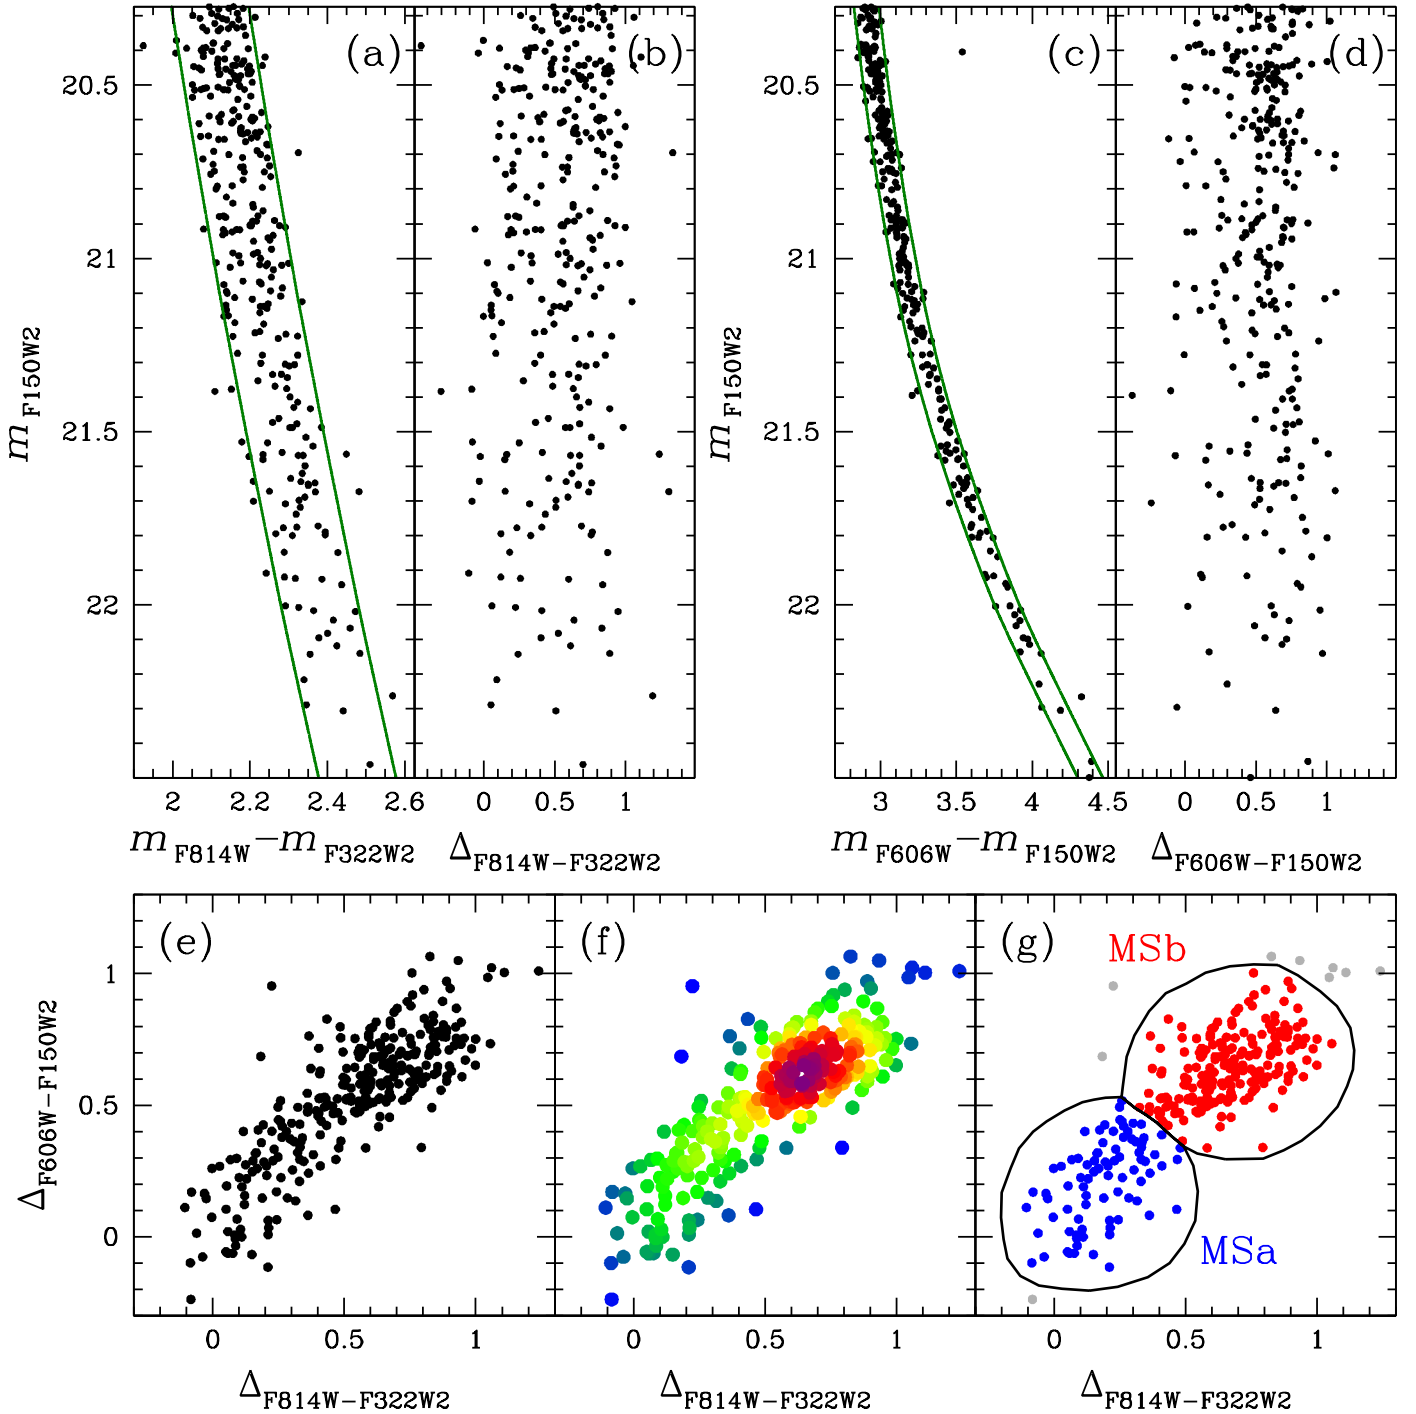 (a)
(b)
(c)
(d)
20.5
21
21.5
22
m F150W2
2 2.2 2.4 2.6
0 0.5 1
m F814W−m F322W2
Δ F814W−F322W2
20.5
21
21.5
22
m F150W2
3 3.5 4 4.5
0 0.5 1
m F606W−m F150W2
Δ F606W−F150W2
(e)
(f)
(g)
MSb
MSa
1
0.5
0
Δ F606W−F150W2
0 0.5 1
0 0.5 1
0 0.5 1
Δ F814W−F322W2
Δ F814W−F322W2
Δ F814W−F322W2